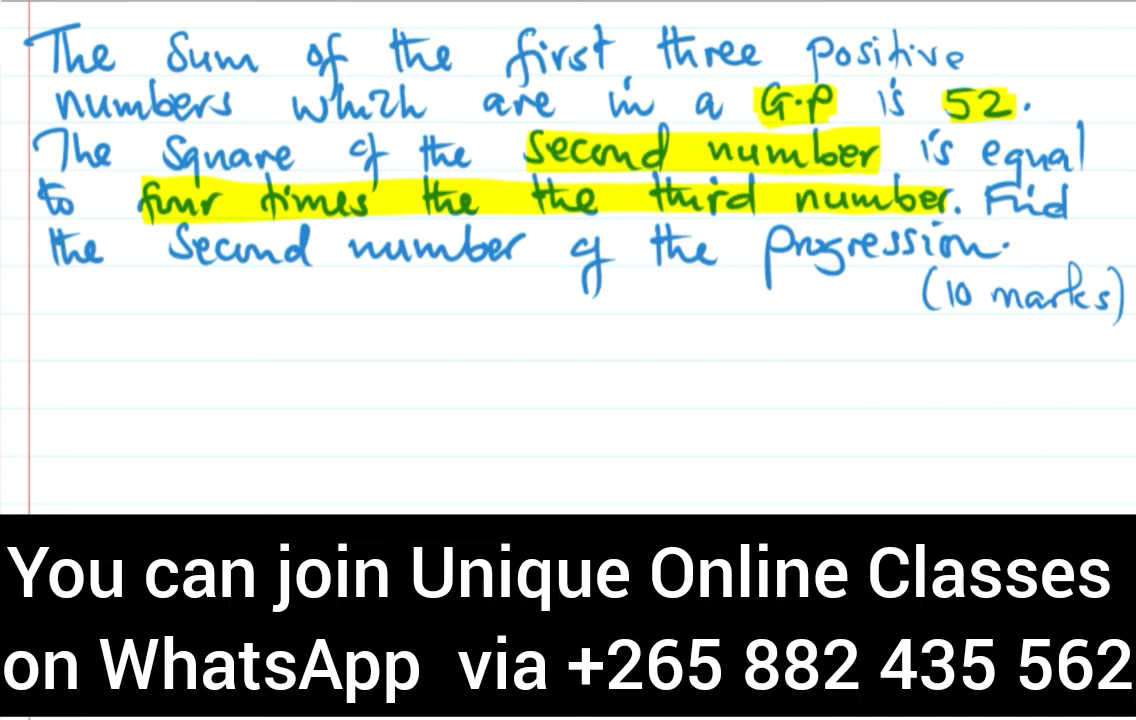 The Sum of the first three positive
numbers which are in a G.P is 52.
The Square of the second number is equal
to four times the the third number. Find
the Second number of the progression.
(10 marks)
You can join Unique Online Classes
on WhatsApp via +265 882 435 562